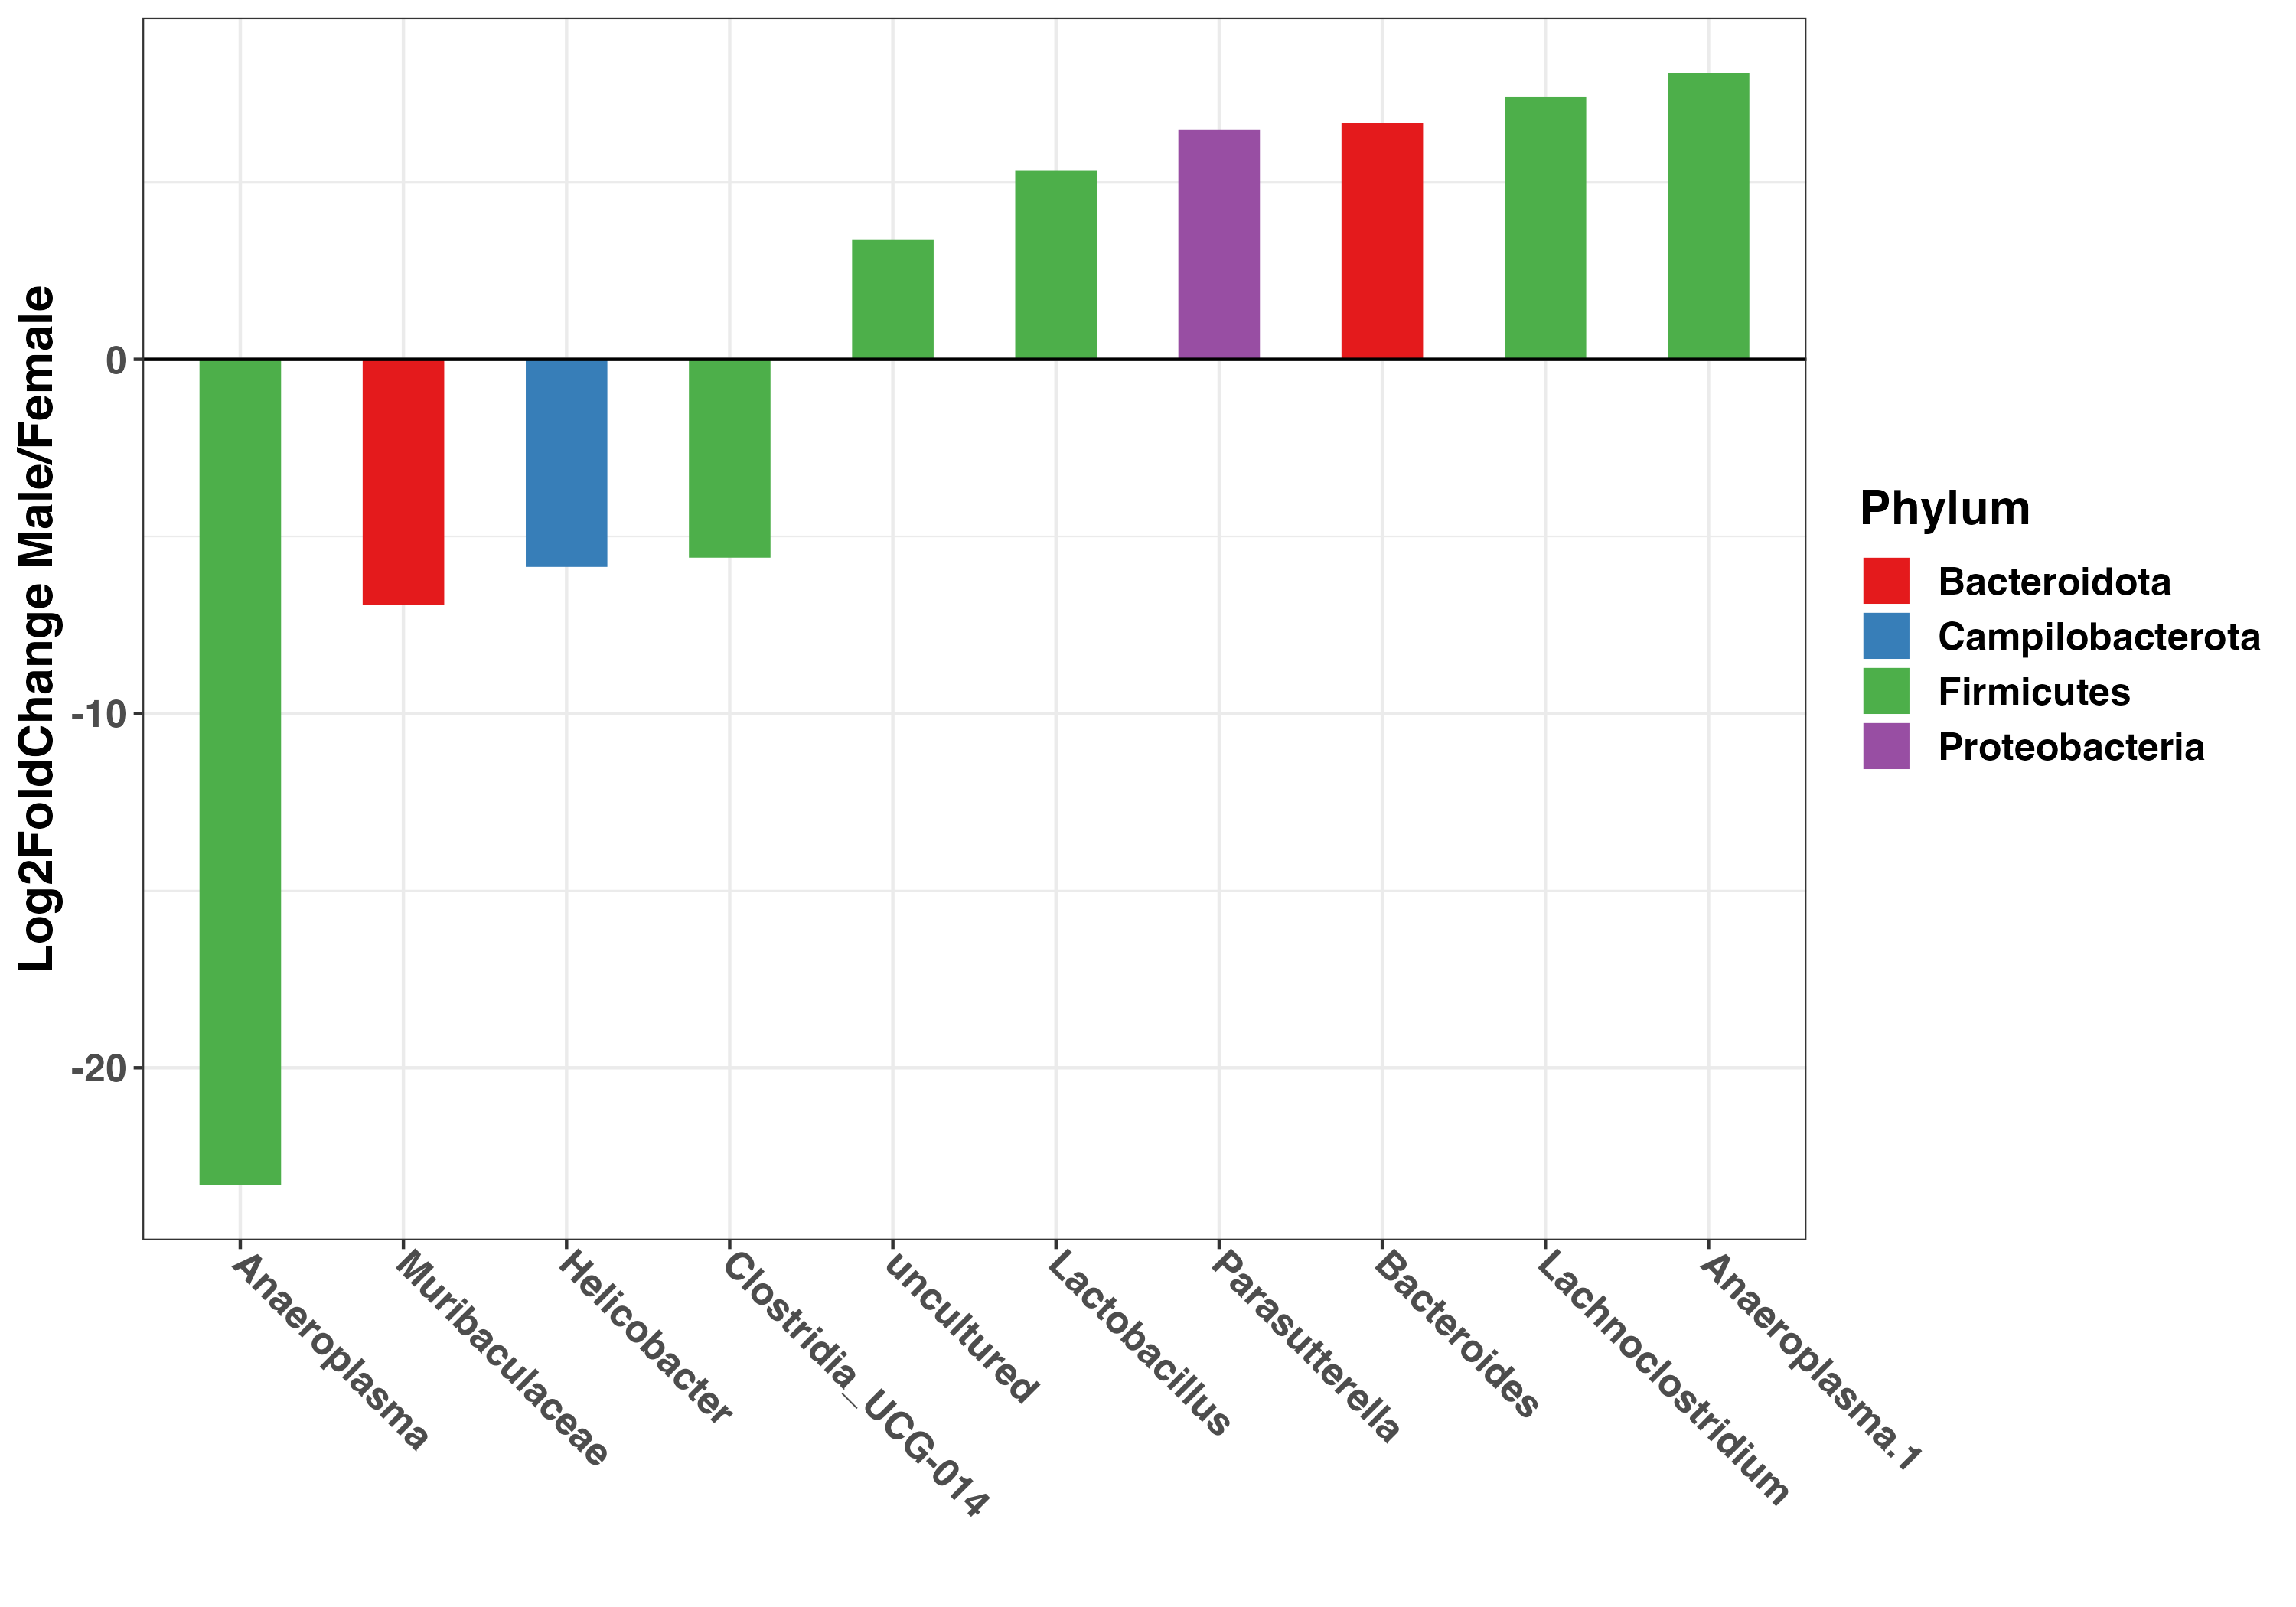 Log2FoldChange Male/Female
0
-10
-20
Anaeroplasma
Muribaculaceae
Helicobacter
Clostridia_UCG-014
uncultured
Lactobacillus
Parasutterella
Bacteroides
Lachnoclostridium
Anaeroplasma.1
Phylum
Bacteroidota
Campilobacterota
Firmicutes
Proteobacteria